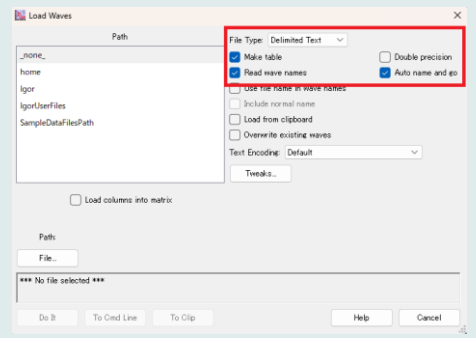 Load Waves
Path
_none_
home
Igor
IgorUserFiles
SampleDataFilesPath
File Type: Delimited Text
Make table
Double precision
Read wave names
Auto name and go
Use file name in wave names
Include normal name
Load from clipboard
Overwrite existing waves
Text Encoding: Default
Tweaks...
Load columns into matrix
Path:
File...
*** No file selected ***
Do It
To Cmd Line
To Clip
Help
Cancel